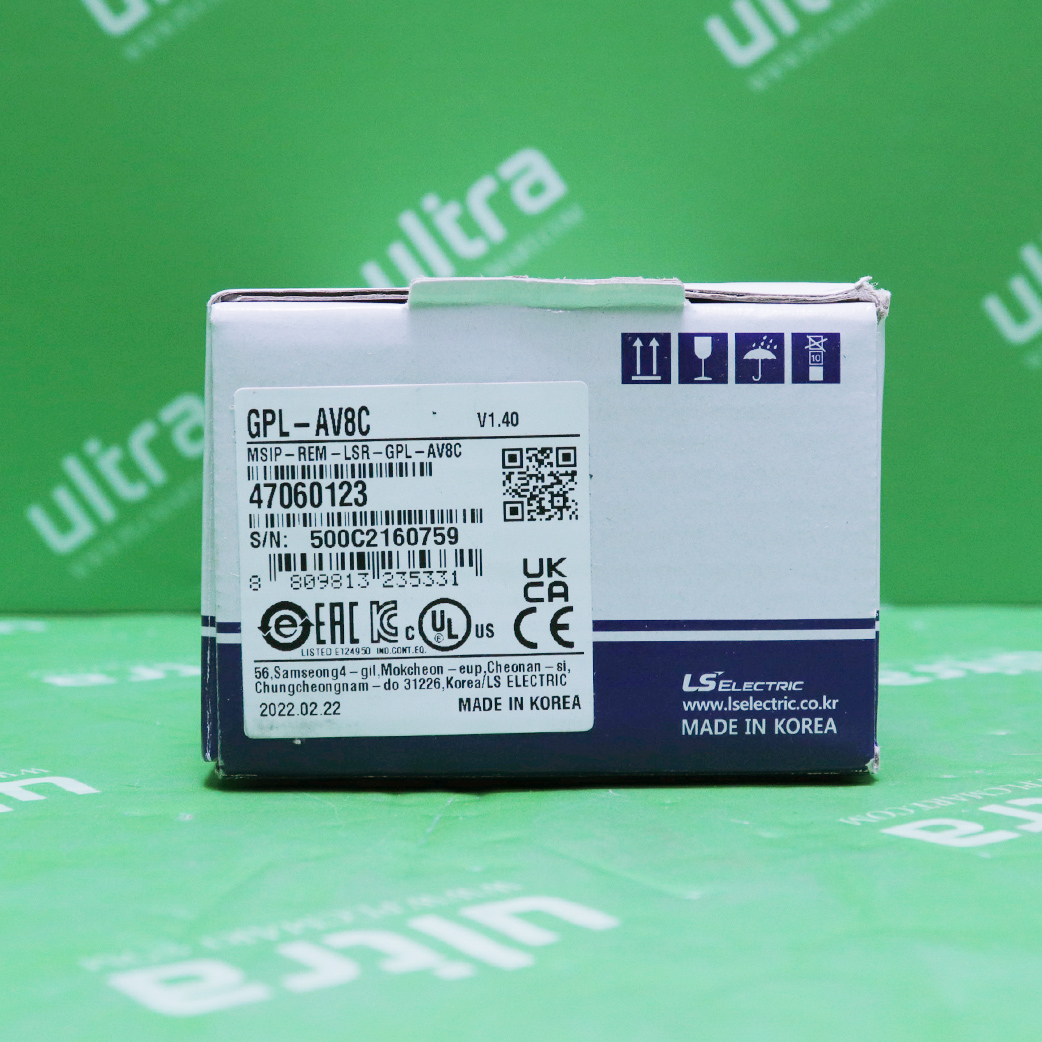 ultra
ultra
ultra
ultra
GPL-AV8C V1.40
MSIP-REM-LSR-GPL-AV8C
47060123
S/N: 500C2160759
8 809813 235331
UK
CA
EAC
c UL US
CE
LISTED E124950 IND.CONT.EQ.
56,Samseong4-gil,Mokcheon-eup,Cheonan-si,
Chungcheongnam-do 31226,Korea/LS ELECTRIC
2022.02.22 MADE IN KOREA
10
LS ELECTRIC
www.lselectric.co.kr
MADE IN KOREA
ultra